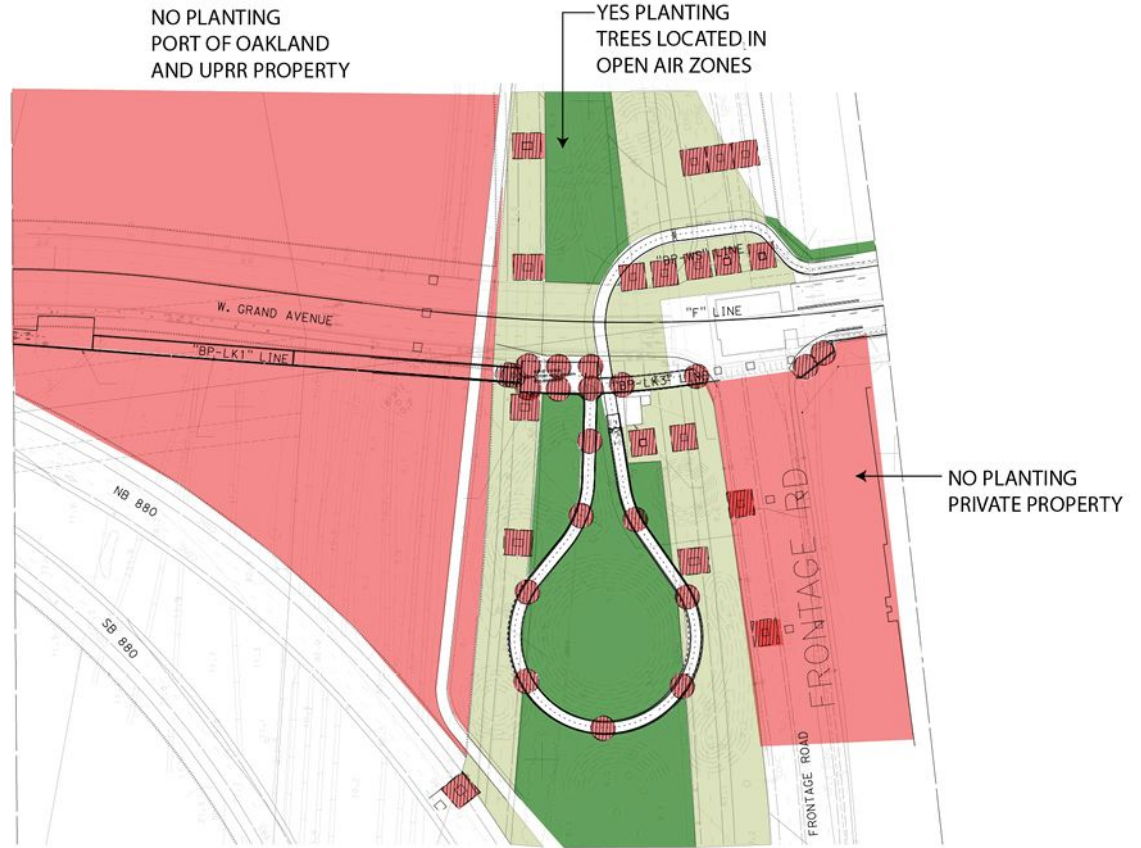 NO PLANTING
PORT OF OAKLAND
AND UPRR PROPERTY
YES PLANTING
TREES LOCATED IN
OPEN AIR ZONES
"BP-WS" LINE
W. GRAND AVENUE
"F" LINE
"BP-LK1" LINE
"BP-LK3" LINE
NO PLANTING
PRIVATE PROPERTY
NB 880
SB 880
FRONTAGE RD
FRONTAGE ROAD